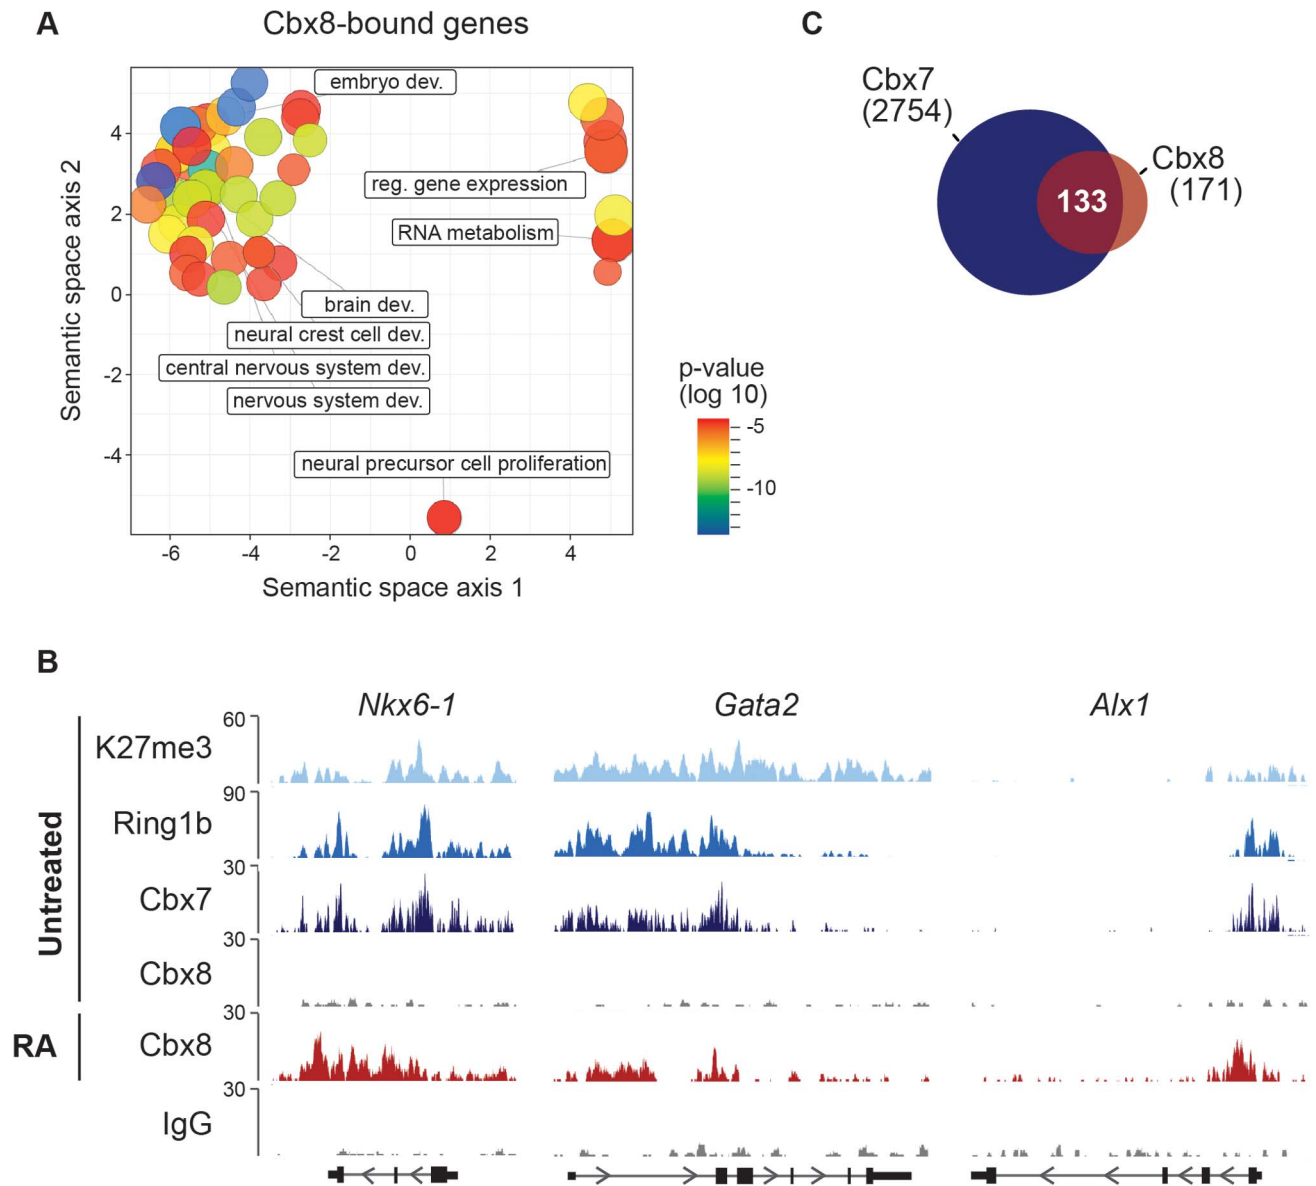 A
Cbx8-bound genes
embryo dev.
reg. gene expression
RNA metabolism
brain dev.
neural crest cell dev.
central nervous system dev.
nervous system dev.
neural precursor cell proliferation
Semantic space axis 2
4
2
0
-2
-4
-6
-4
-2
0
2
4
Semantic space axis 1
p-value
(log 10)
-5
-10
C
Cbx7
(2754)
Cbx8
(171)
133
B
Nkx6-1
Gata2
Alx1
Untreated
K27me3
60
Ring1b
90
Cbx7
30
Cbx8
30
RA
Cbx8
30
IgG
30